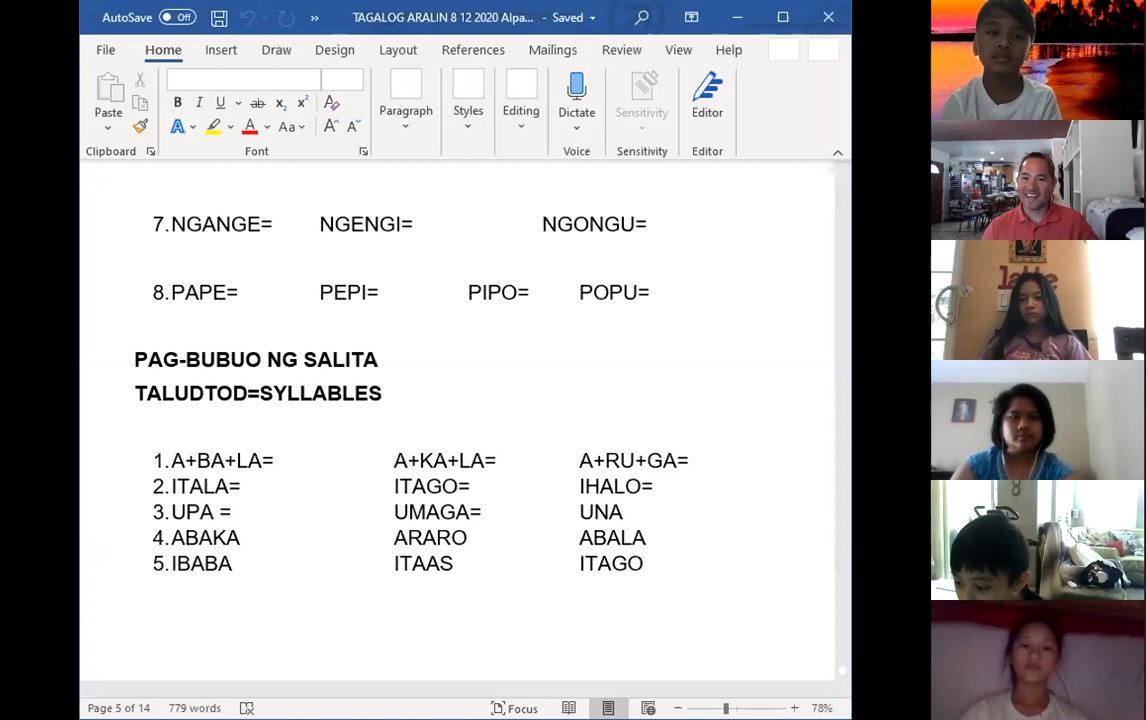 AutoSave Off TAGALOG ARALIN 8 12 2020 Alpa... - Saved
File Home Insert Draw Design Layout References Mailings Review View Help
Paste B I U ab x₂ x² A Paragraph Styles Editing Dictate Sensitivity Editor
A A Aa A A
Clipboard Font Voice Sensitivity Editor
7. NGANGE= NGENGI= NGONGU=
8. PAPE= PEPI= PIPO= POPU=
PAG-BUBUO NG SALITA
TALUDTOD=SYLLABLES
1. A+BA+LA= A+KA+LA= A+RU+GA=
2. ITALA= ITAGO= IHALO=
3. UPA = UMAGA= UNA
4. ABAKA ARARO ABALA
5. IBABA ITAAS ITAGO
Page 5 of 14 779 words Focus 78%
latte